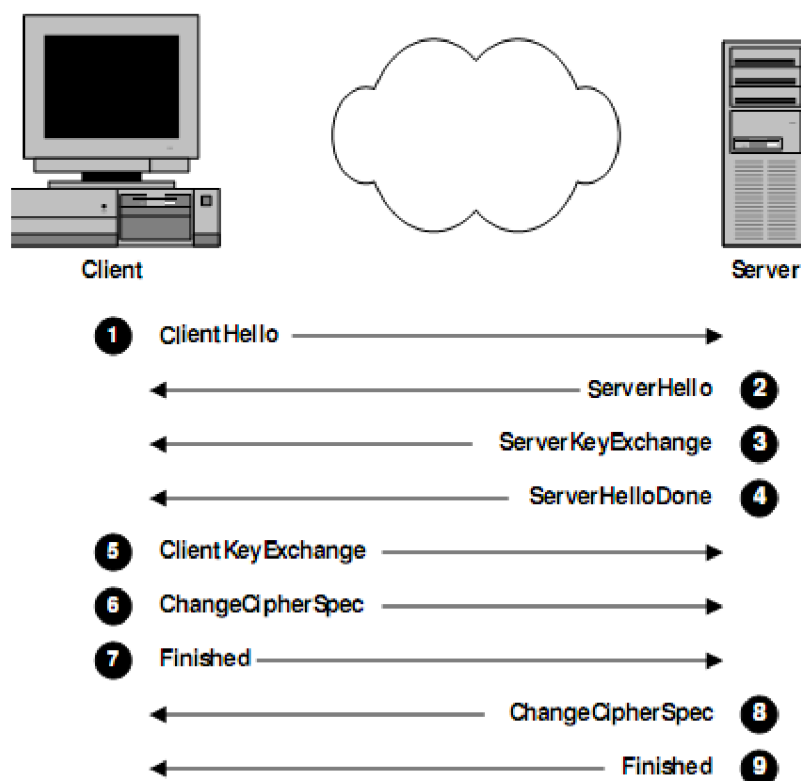 Client
Server
1 ClientHello
ServerHello 2
ServerKeyExchange 3
ServerHelloDone 4
5 ClientKeyExchange
6 ChangeCipherSpec
7 Finished
ChangeCipherSpec 8
Finished 9